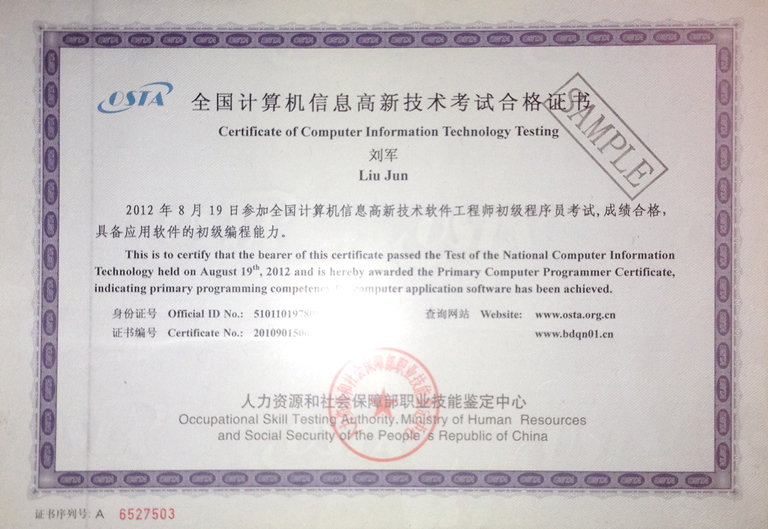 OSTA 全国计算机信息高新技术考试合格证书
SAMPLE
Certificate of Computer Information Technology Testing
刘军
Liu Jun
2012 年 8 月 19 日参加全国计算机信息高新技术软件工程师初级程序员考试,成绩合格,
具备应用软件的初级编程能力。
This is to certify that the bearer of this certificate passed the Test of the National Computer Information
Technology held on August 19th, 2012 and is hereby awarded the Primary Computer Programmer Certificate,
indicating primary programming competency computer application software has been achieved.
身份证号 Official ID No.: 5101101978 查询网站 Website: www.osta.org.cn
证书编号 Certificate No.: 20109015 www.bdqn01.cn
人力资源和社会保障部职业技能鉴定中心
Occupational Skill Testing Authority, Ministry of Human Resources
and Social Security of the People's Republic of China
证书序列号: A 6527503